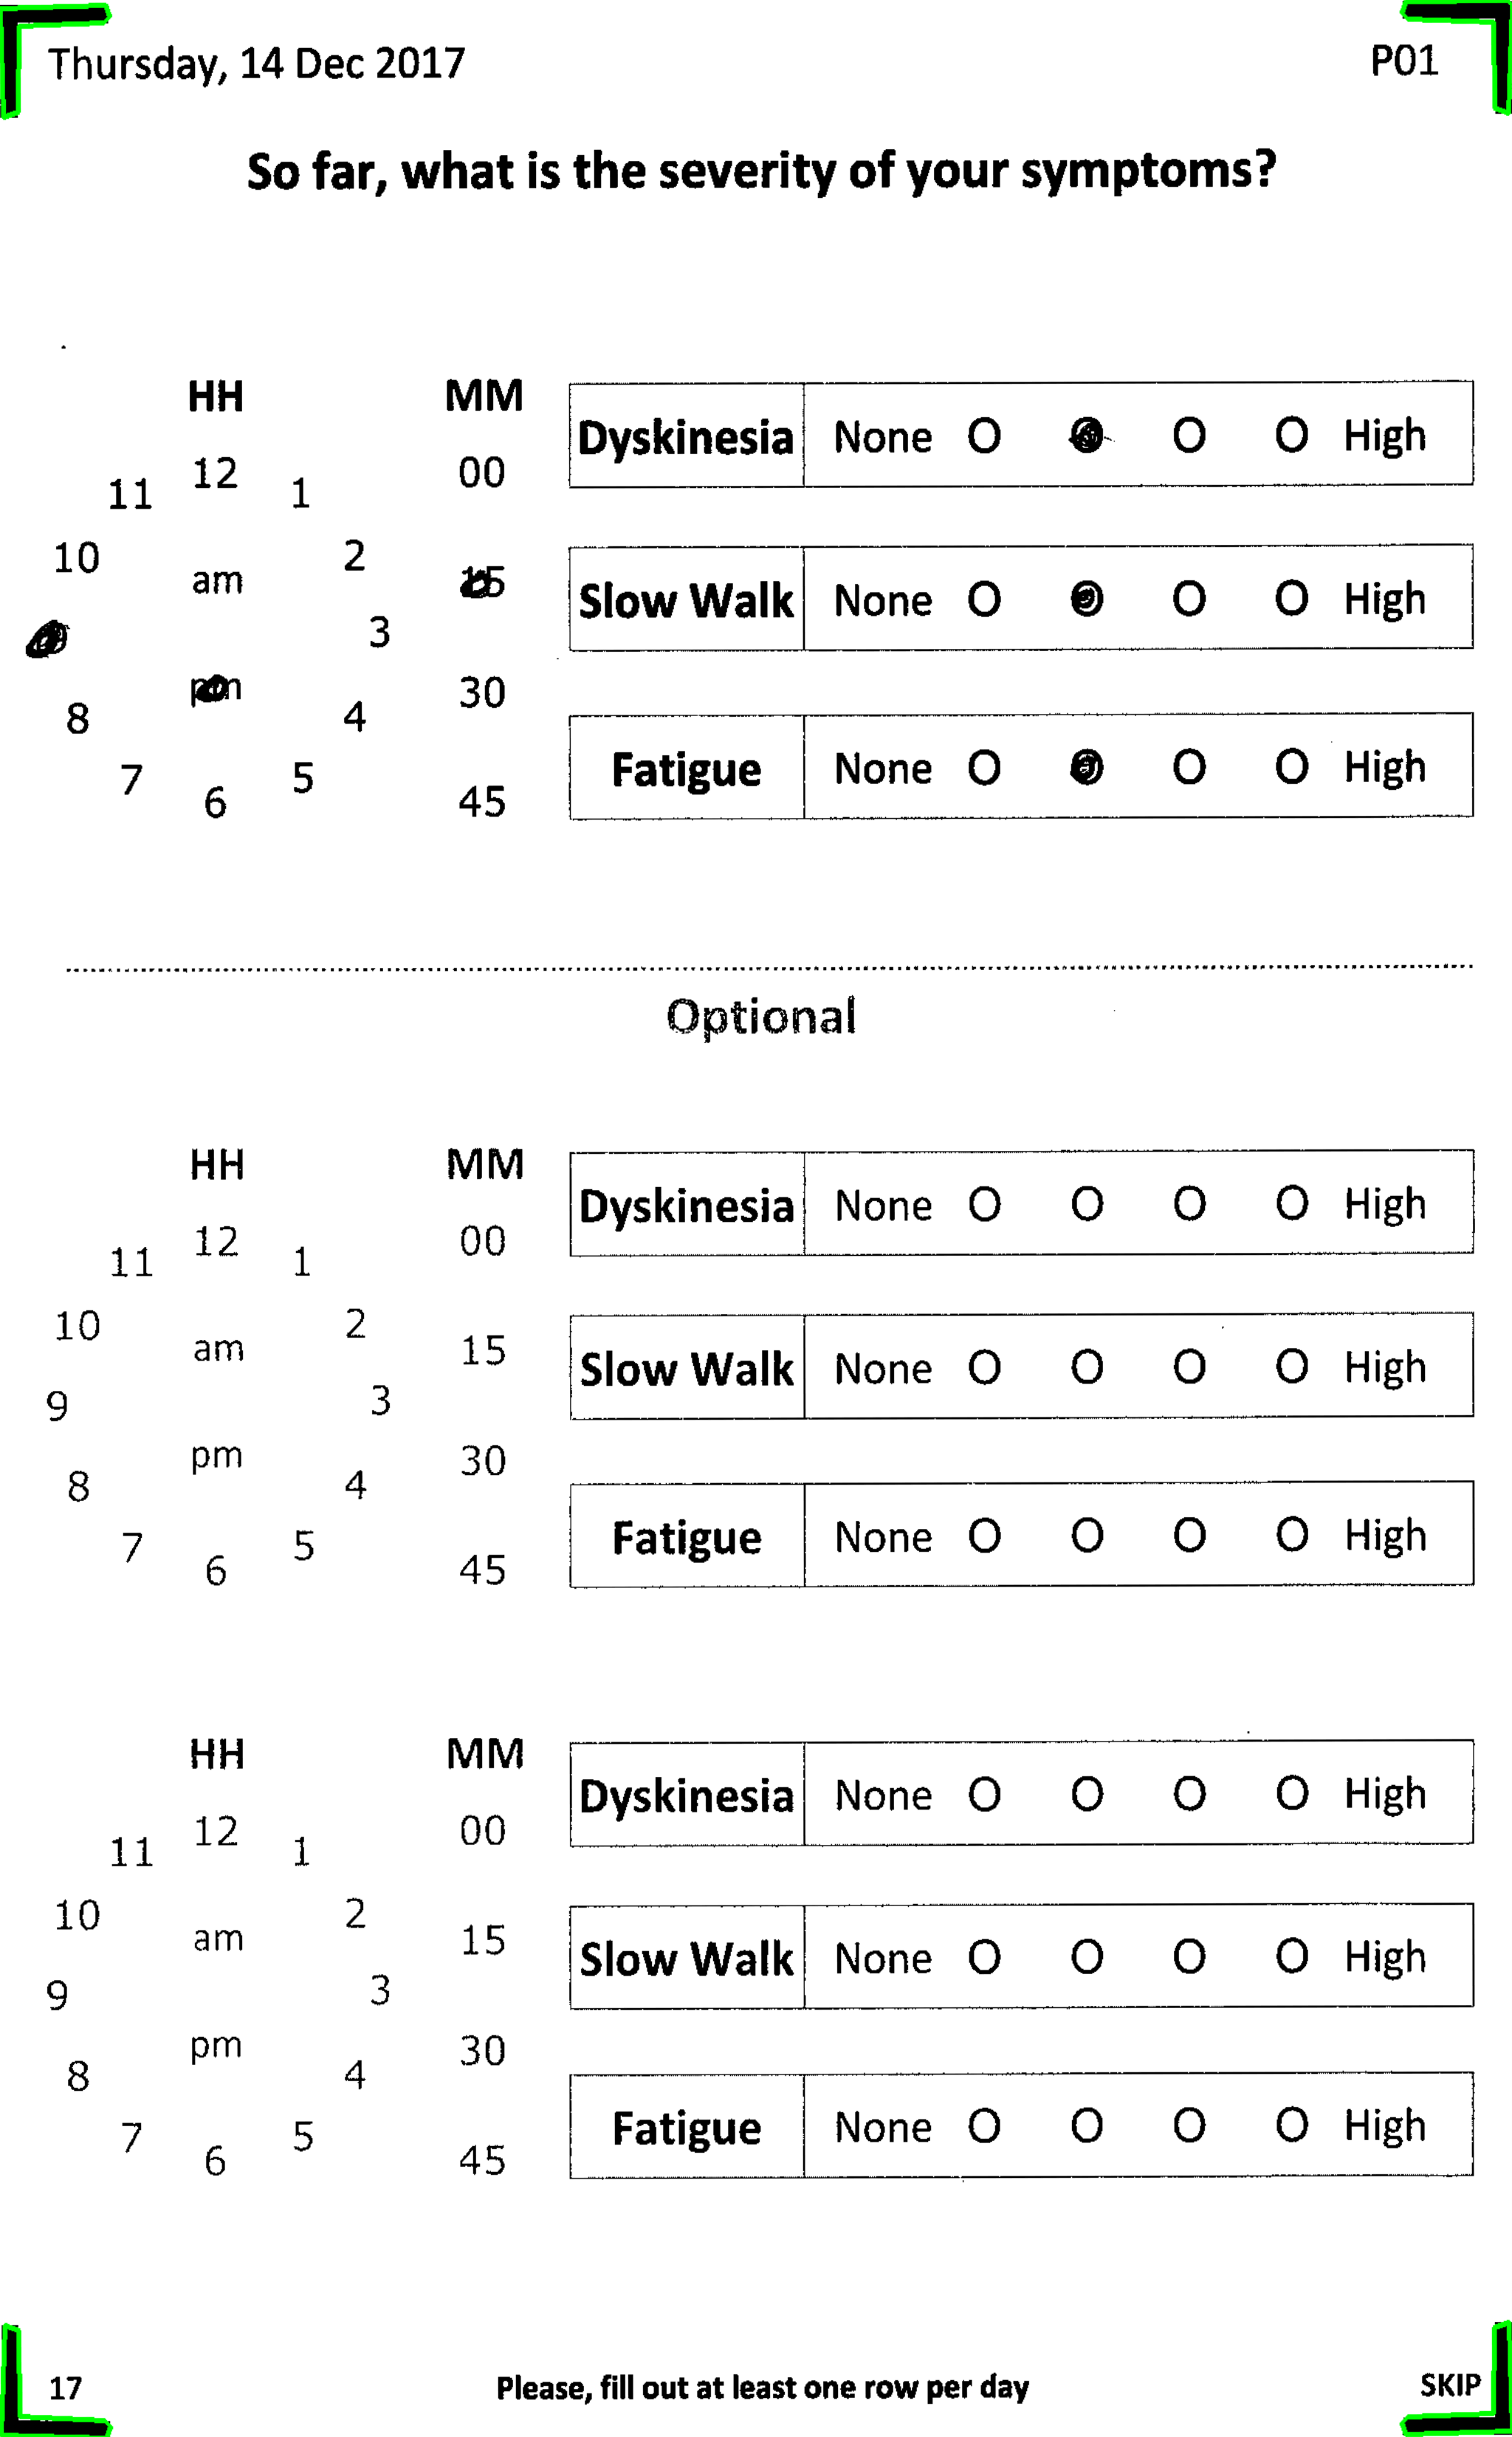 Thursday, 14 Dec 2017 P01
So far, what is the severity of your symptoms?
HH MM
12 00
11 1
10 2
am 15
3
pm 30
8 4
7 5
6 45
Dyskinesia None O O O High
Slow Walk None O O O High
Fatigue None O O O High
Optional
HH MM
12 00
11 1
10 2
am 15
9 3
pm 30
8 4
7 5
6 45
Dyskinesia None O O O O High
Slow Walk None O O O O High
Fatigue None O O O O High
HH MM
12 00
11 1
10 2
am 15
9 3
pm 30
8 4
7 5
6 45
Dyskinesia None O O O O High
Slow Walk None O O O O High
Fatigue None O O O O High
17 Please, fill out at least one row per day SKIP